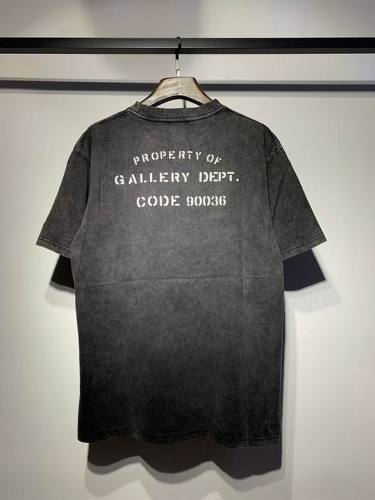 PROPERTY OF
GALLERY DEPT.
CODE 90036